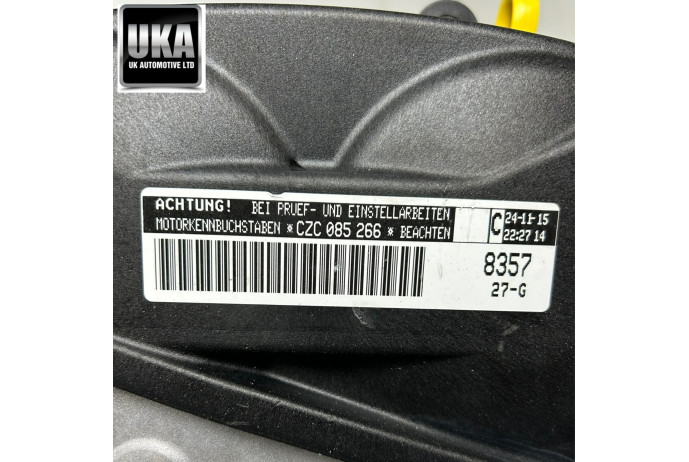 UKA
UK AUTOMOTIVE LTD
ACHTUNG! BEI PRUEF- UND EINSTELLARBEITEN
MOTORKENNBUCHSTABEN *CZC 085 266* BEACHTEN
C 24-11-15
22:27 14
8357
27-G